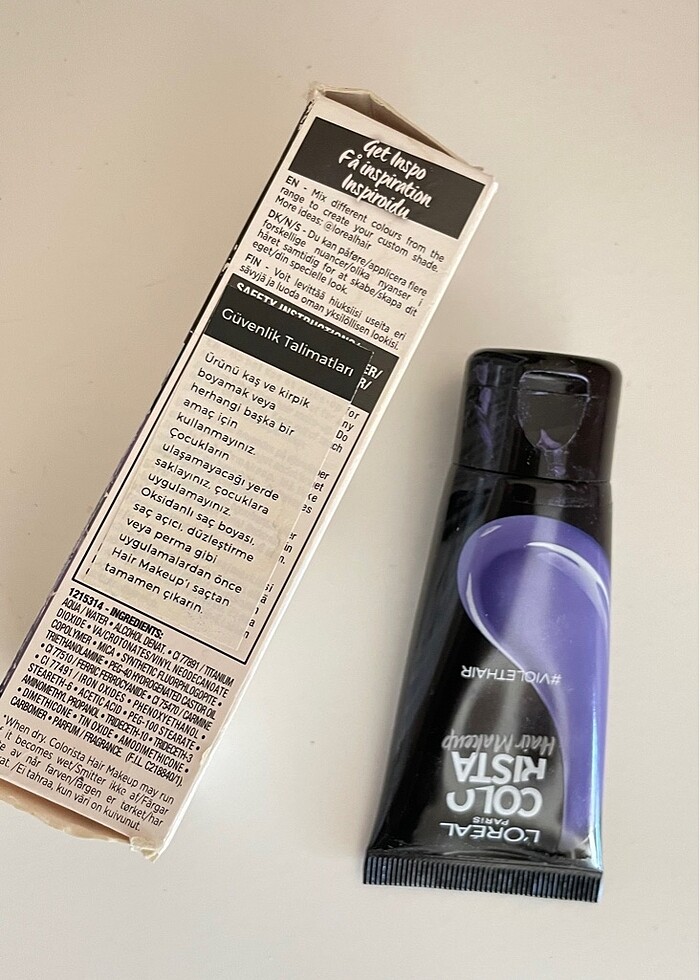 Get Inspo
Få inspiration
Inspiroidu
EN - Mix different colours from the
range to create your custom shade.
More ideas: @lorealhair
DK/N/S - Du kan påføre/applicera flere
forskellige nuancer/olika nyanser i
håret samtidig for at skabe/skapa dit
eget/din specielle look.
FIN - Voit levittää hiuksiisi useita eri
sävyjä ja luoda oman yksilöllisen lookisi.
SAFETY INSTRUCTIONS/
Güvenlik Talimatları
Ürünü kaş ve kirpik
boyamak veya
herhangi başka bir
amaç için
kullanmayınız.
Çocukların
ulaşamayacağı yerde
saklayınız, çocuklara
uygulamayınız.
Oksidanlı saç boyası,
saç açıcı, düzleştirme
veya perma gibi
uygulamalardan önce
Hair Makeup'ı saçtan
tamamen çıkarın.
1215314 - INGREDIENTS:
AQUA / WATER • ALCOHOL DENAT. • CI 77891 / TITANIUM
DIOXIDE • VA/CROTONATES/VINYL NEODECANOATE
COPOLYMER • MICA • SYNTHETIC FLUORPHLOGOPITE •
TRIETHANOLAMINE • PEG-40 HYDROGENATED CASTOR OIL
• CI 77510 / FERRIC FERROCYANIDE • CI 75470 / CARMINE
• CI 77491 / IRON OXIDES • PHENOXYETHANOL •
STEARETH-3 • ACETIC ACID • PEG-100 STEARATE •
AMINOMETHYL PROPANOL • TRIDECETH-10 • TRIDECETH-3
• DIMETHICONE • TIN OXIDE • AMODIMETHICONE •
CARBOMER • PARFUM / FRAGRANCE (F.I.L. C218840/1).
*When dry, Colorista Hair Makeup may run
it becomes wet/Smitter ikke af/Färgar
av når farven/färgen er tørket/har
Ei tahraa, kun väri on kuivunut.
L'ORÉAL
PARIS
COLO
RISTA
Hair Makeup
#VIOLETHAIR